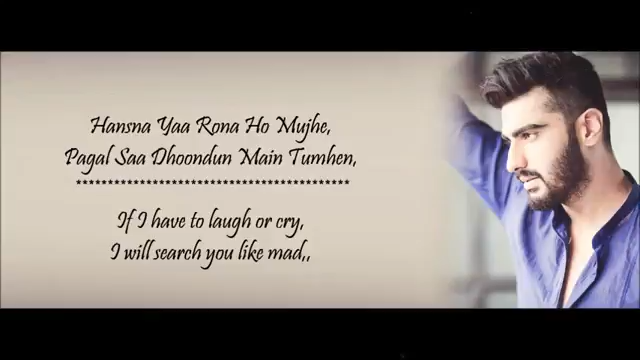 Hansna Yaa Rona Ho Mujhe,
Pagal Saa Dhoondun Main Tumhen,
*******************************************
If I have to laugh or cry,
I will search you like mad,,